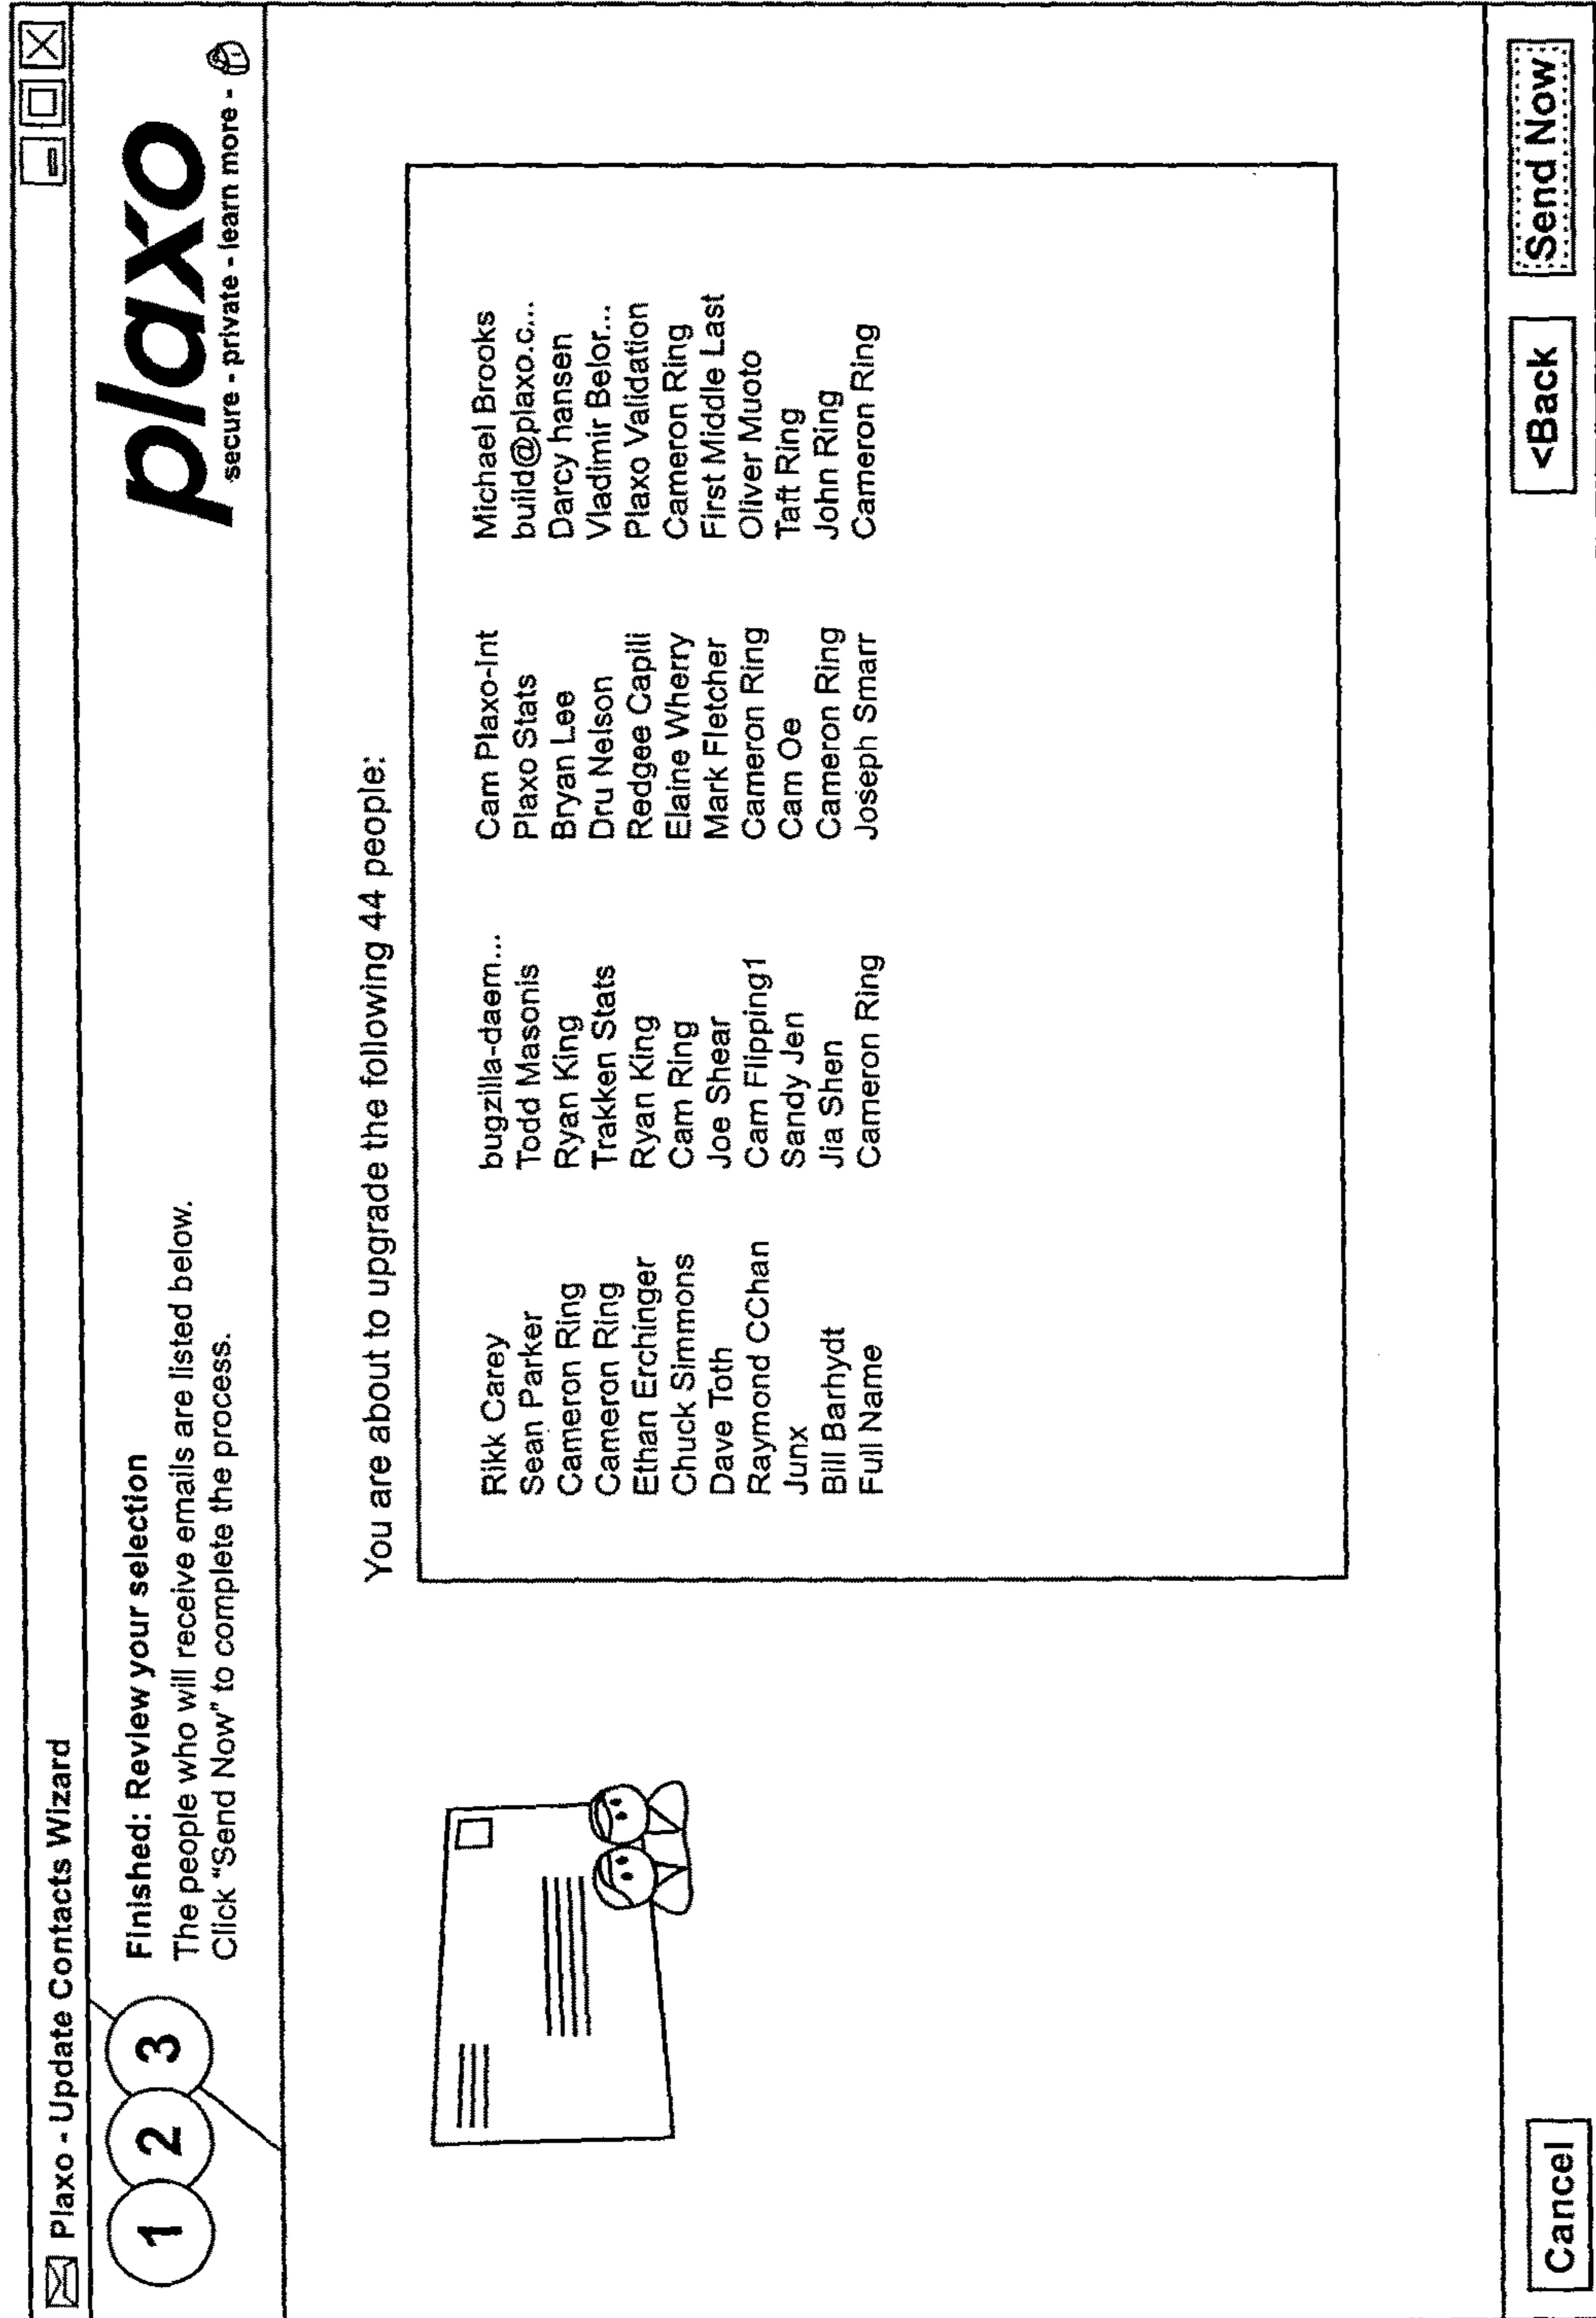 Plaxo - Update Contacts Wizard
1 2 3
Finished: Review your selection
The people who will receive emails are listed below.
Click "Send Now" to complete the process.
plaxo
secure - private - learn more -
You are about to upgrade the following 44 people:
Rikk Carey
Sean Parker
Cameron Ring
Cameron Ring
Ethan Erchinger
Chuck Simmons
Dave Toth
Raymond CChan
Junx
Bill Barhydt
Full Name
bugzilla-daem...
Todd Masonis
Ryan King
Trakken Stats
Ryan King
Cam Ring
Joe Shear
Cam Flipping1
Sandy Jen
Jia Shen
Cameron Ring
Cam Plaxo-Int
Plaxo Stats
Bryan Lee
Dru Nelson
Redgee Capili
Elaine Wherry
Mark Fletcher
Cameron Ring
Cam Oe
Cameron Ring
Joseph Smarr
Michael Brooks
build@plaxo.c...
Darcy hansen
Vladimir Belor...
Plaxo Validation
Cameron Ring
First Middle Last
Oliver Muoto
Taft Ring
John Ring
Cameron Ring
Cancel
<Back
Send Now